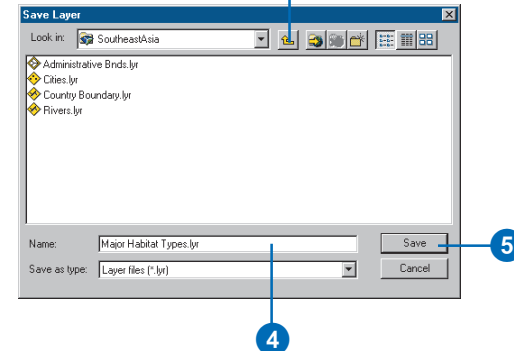 Save Layer
Look in: SoutheastAsia
Administrative Bnds.lyr
Cities.lyr
Country Boundary.lyr
Rivers.lyr
Name: Major Habitat Types.lyr Save
5
Save as type: Layer files (*.lyr) Cancel
4